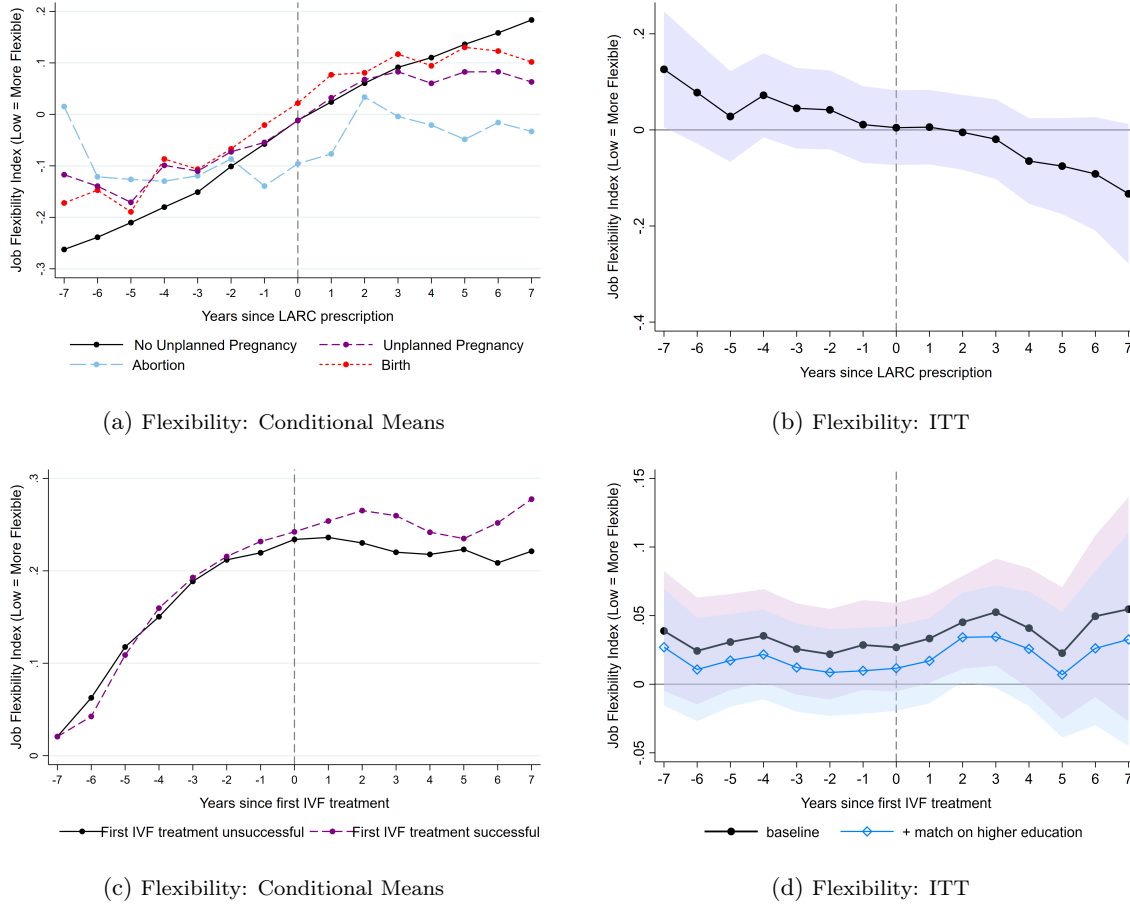 Job Flexibility Index (Low = More Flexible)
.2
.1
0
-.1
-.2
-.3
-7 -6 -5 -4 -3 -2 -1 0 1 2 3 4 5 6 7
Years since LARC prescription
No Unplanned Pregnancy Unplanned Pregnancy
Abortion Birth
(a) Flexibility: Conditional Means
Job Flexibility Index (Low = More Flexible)
.2
0
-.2
-.4
-7 -6 -5 -4 -3 -2 -1 0 1 2 3 4 5 6 7
Years since LARC prescription
(b) Flexibility: ITT
Job Flexibility Index (Low = More Flexible)
.3
.2
.1
0
-7 -6 -5 -4 -3 -2 -1 0 1 2 3 4 5 6 7
Years since first IVF treatment
First IVF treatment unsuccessful First IVF treatment successful
(c) Flexibility: Conditional Means
Job Flexibility Index (Low = More Flexible)
.15
.1
.05
0
-.05
-7 -6 -5 -4 -3 -2 -1 0 1 2 3 4 5 6 7
Years since first IVF treatment
baseline + match on higher education
(d) Flexibility: ITT